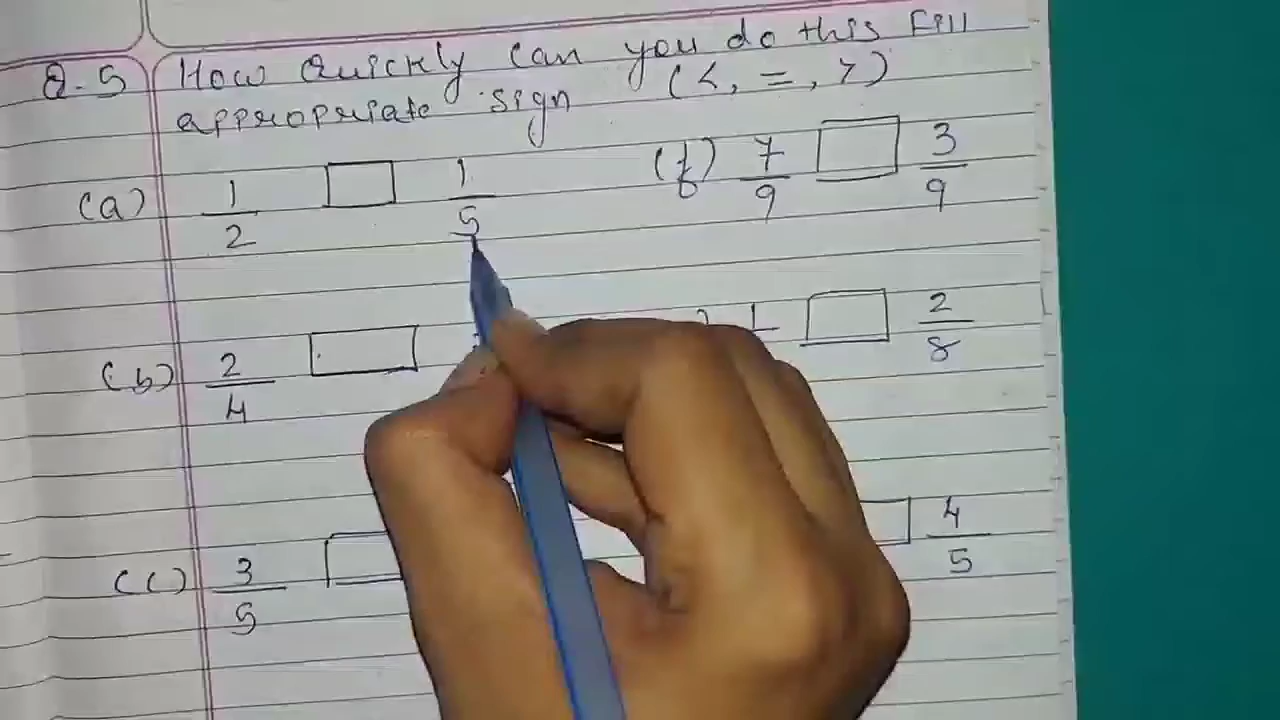 Q.5 How Quickly can you do this Fill
appropriate sign (<, =, >)
(a) 1/2 □ 1/5
(f) 7/9 □ 3/9
(b) 2/4 □
□ 2/8
(c) 3/5
4/5